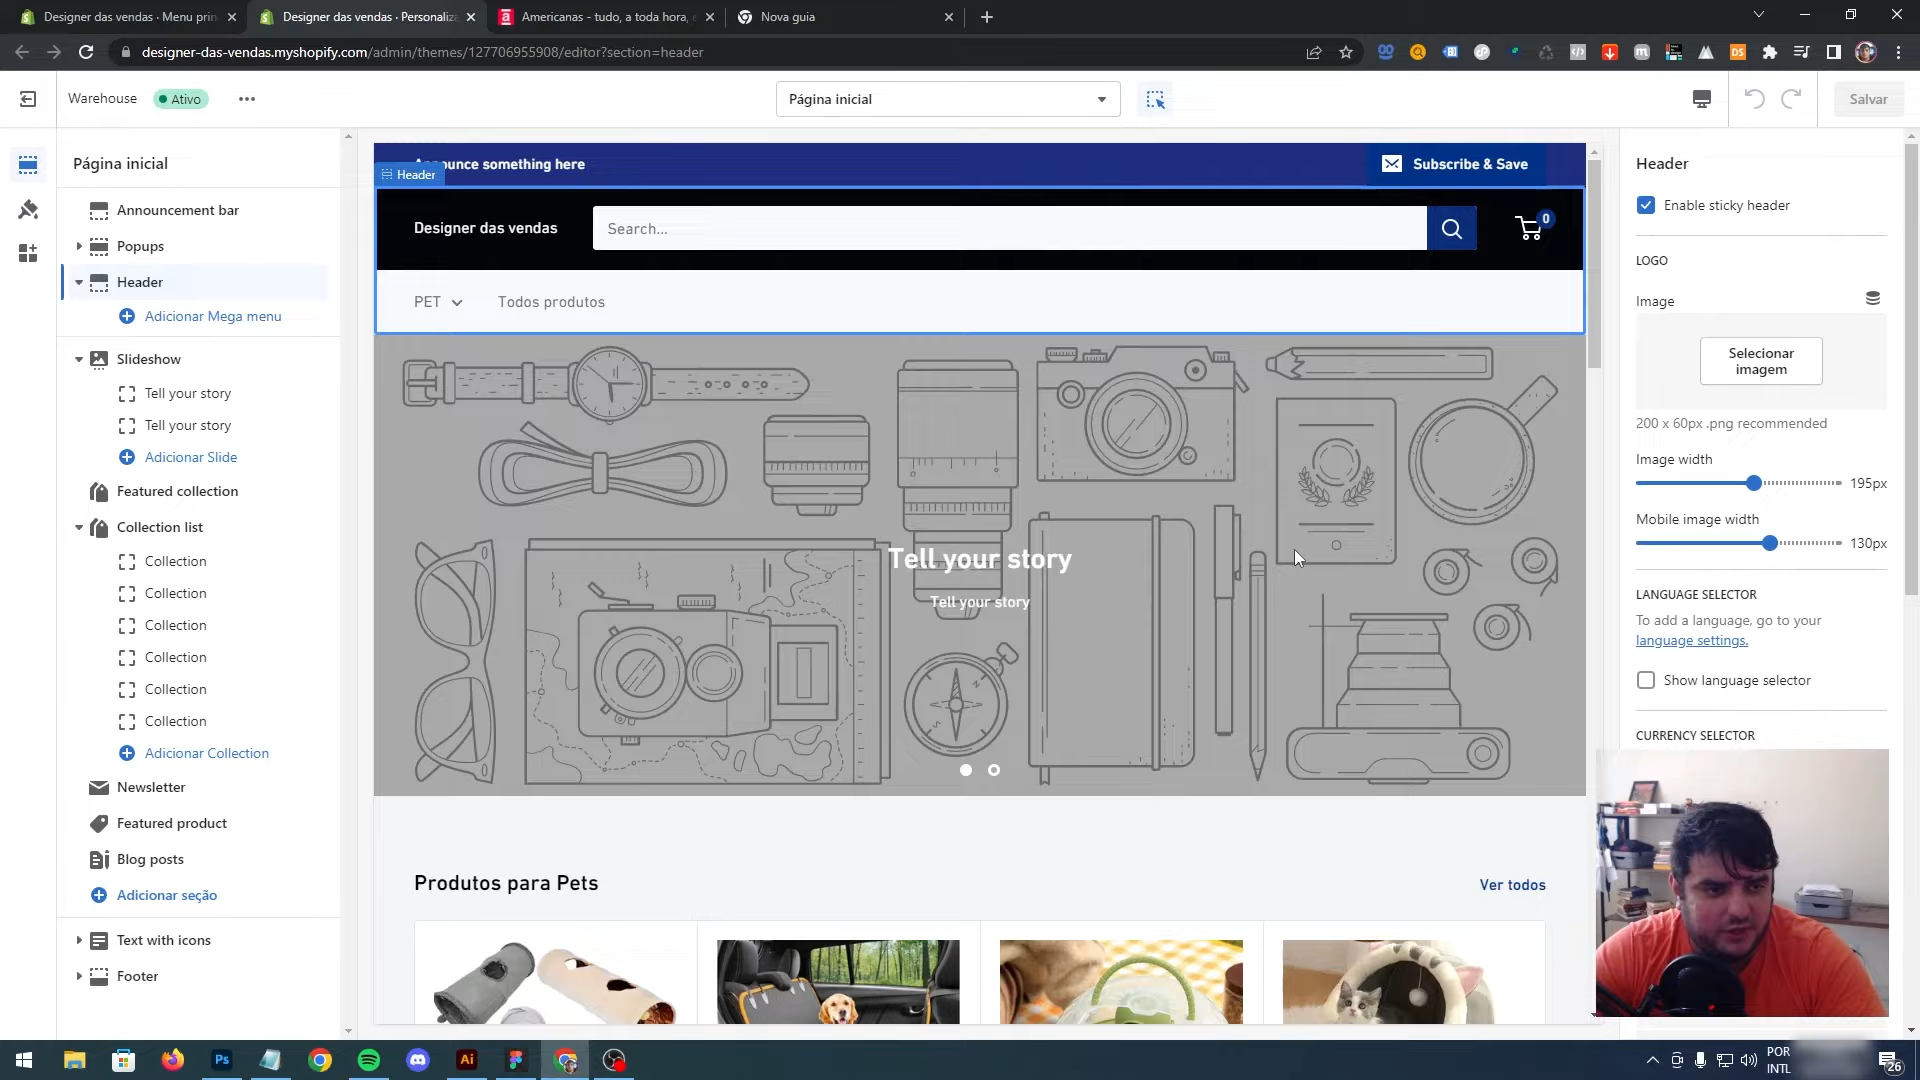 Designer das vendas · Menu prin
Designer das vendas · Personaliza
Americanas - tudo, a toda hora, e
Nova guia
designer-das-vendas.myshopify.com/admin/themes/127706955908/editor?section=header
Warehouse
Ativo
Página inicial
Salvar
Página inicial
Announcement bar
Popups
Header
Adicionar Mega menu
Slideshow
Tell your story
Tell your story
Adicionar Slide
Featured collection
Collection list
Collection
Collection
Collection
Collection
Collection
Collection
Adicionar Collection
Newsletter
Featured product
Blog posts
Adicionar seção
Text with icons
Footer
Announce something here
Subscribe & Save
Header
Designer das vendas
Search...
0
PET
Todos produtos
Tell your story
Tell your story
Produtos para Pets
Ver todos
Header
Enable sticky header
LOGO
Image
Selecionar
imagem
200 x 60px .png recommended
Image width
195px
Mobile image width
130px
LANGUAGE SELECTOR
To add a language, go to your
language settings.
Show language selector
CURRENCY SELECTOR
Ps
Ai
POR
INTL
26